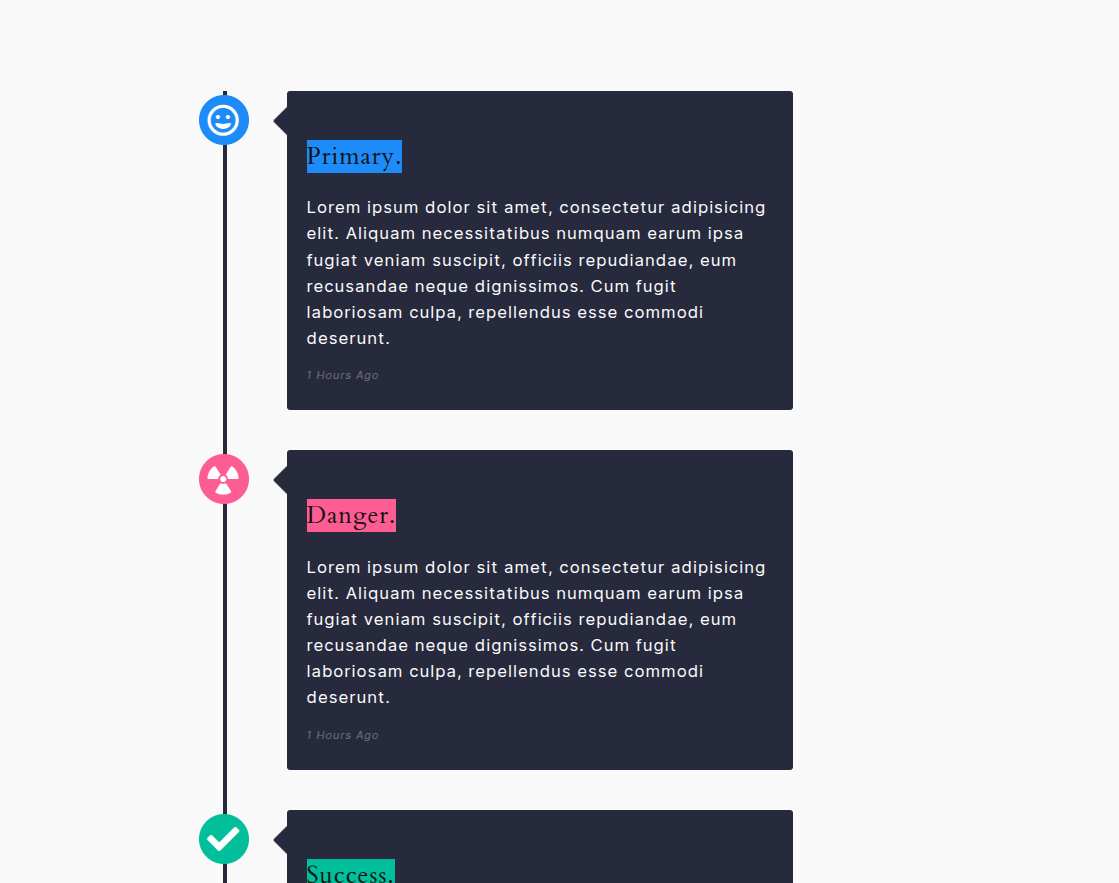 Primary.
Lorem ipsum dolor sit amet, consectetur adipisicing
elit. Aliquam necessitatibus numquam earum ipsa
fugiat veniam suscipit, officiis repudiandae, eum
recusandae neque dignissimos. Cum fugit
laboriosam culpa, repellendus esse commodi
deserunt.
1 Hours Ago
Danger.
Lorem ipsum dolor sit amet, consectetur adipisicing
elit. Aliquam necessitatibus numquam earum ipsa
fugiat veniam suscipit, officiis repudiandae, eum
recusandae neque dignissimos. Cum fugit
laboriosam culpa, repellendus esse commodi
deserunt.
1 Hours Ago
Success.